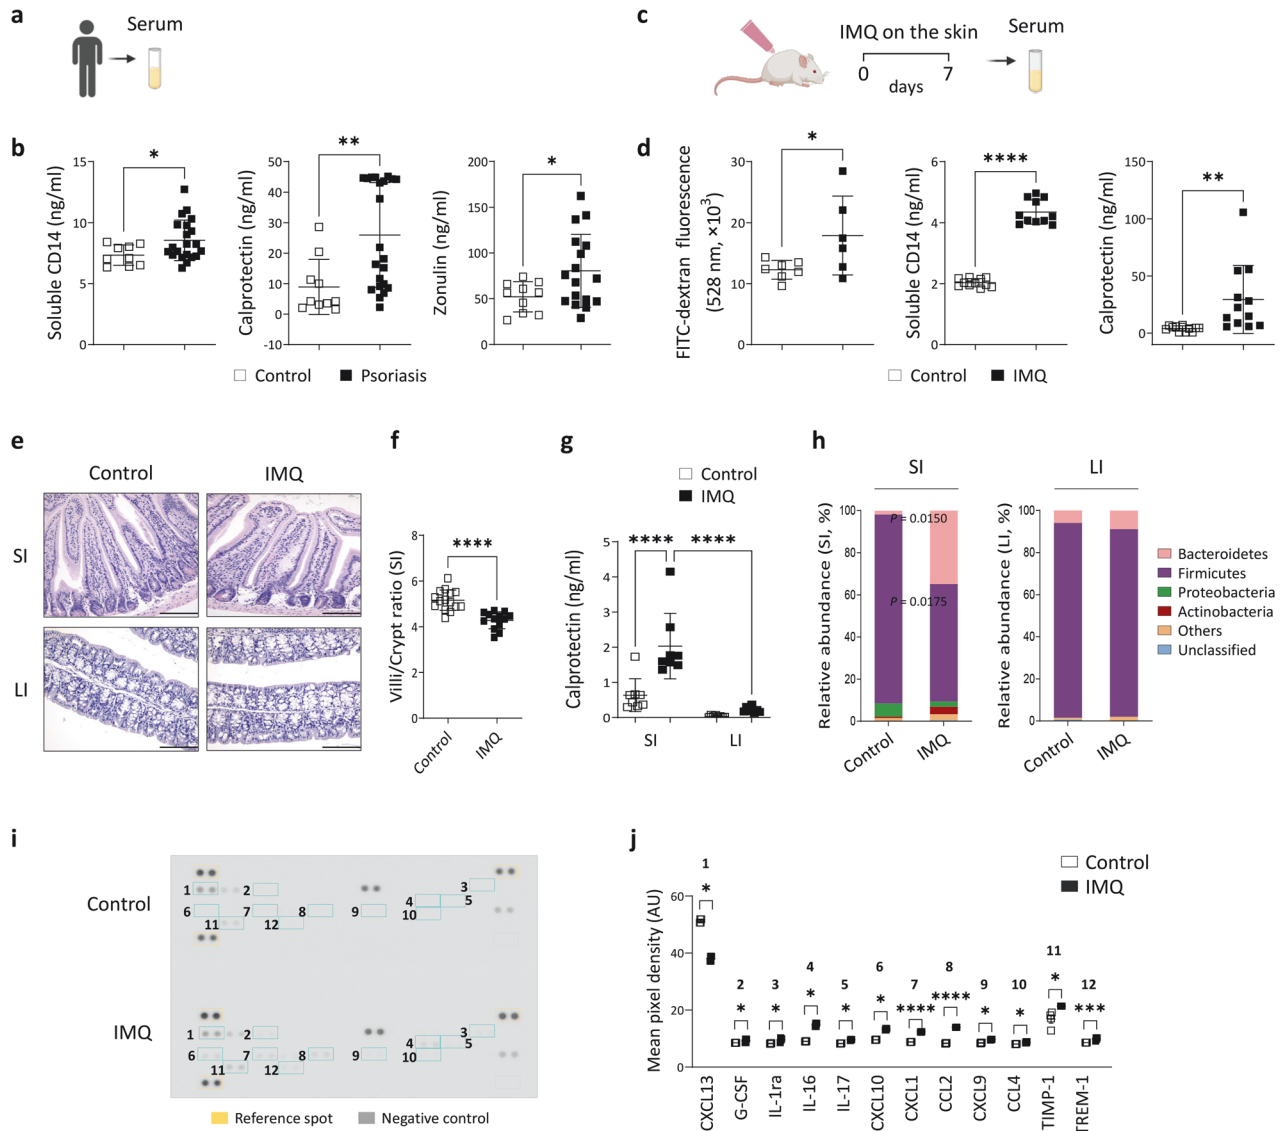 a
Serum
c
IMQ on the skin
0
7
days
Serum
b
Soluble CD14 (ng/ml)
15
10
5
0
*
Calprotectin (ng/ml)
50
40
30
20
10
0
-10
**
Zonulin (ng/ml)
200
150
100
50
0
*
Control
Psoriasis
d
FITC-dextran fluorescence
(528 nm, ×10³)
30
20
10
0
*
Soluble CD14 (ng/ml)
6
4
2
0
****
Calprotectin (ng/ml)
150
100
50
0
**
Control
IMQ
e
Control
IMQ
SI
LI
f
Villi/Crypt ratio (SI)
8
6
4
2
0
****
Control
IMQ
g
Control
IMQ
Calprotectin (ng/ml)
5
4
3
2
1
0
****
****
SI
LI
h
SI
Relative abundance (SI, %)
100
80
60
40
20
0
P = 0.0150
P = 0.0175
Control
IMQ
LI
Relative abundance (LI, %)
100
80
60
40
20
0
Control
IMQ
Bacteroidetes
Firmicutes
Proteobacteria
Actinobacteria
Others
Unclassified
i
Control
1
2
3
4
5
6
7
8
9
10
11
12
IMQ
1
2
3
4
5
6
7
8
9
10
11
12
Reference spot
Negative control
j
Control
IMQ
Mean pixel density (AU)
60
40
20
0
1
*
2
*
3
*
4
*
5
*
6
*
7
****
8
****
9
*
10
*
11
*
12
***
CXCL13
G-CSF
IL-1ra
IL-16
IL-17
CXCL10
CXCL1
CCL2
CXCL9
CCL4
TIMP-1
TREM-1